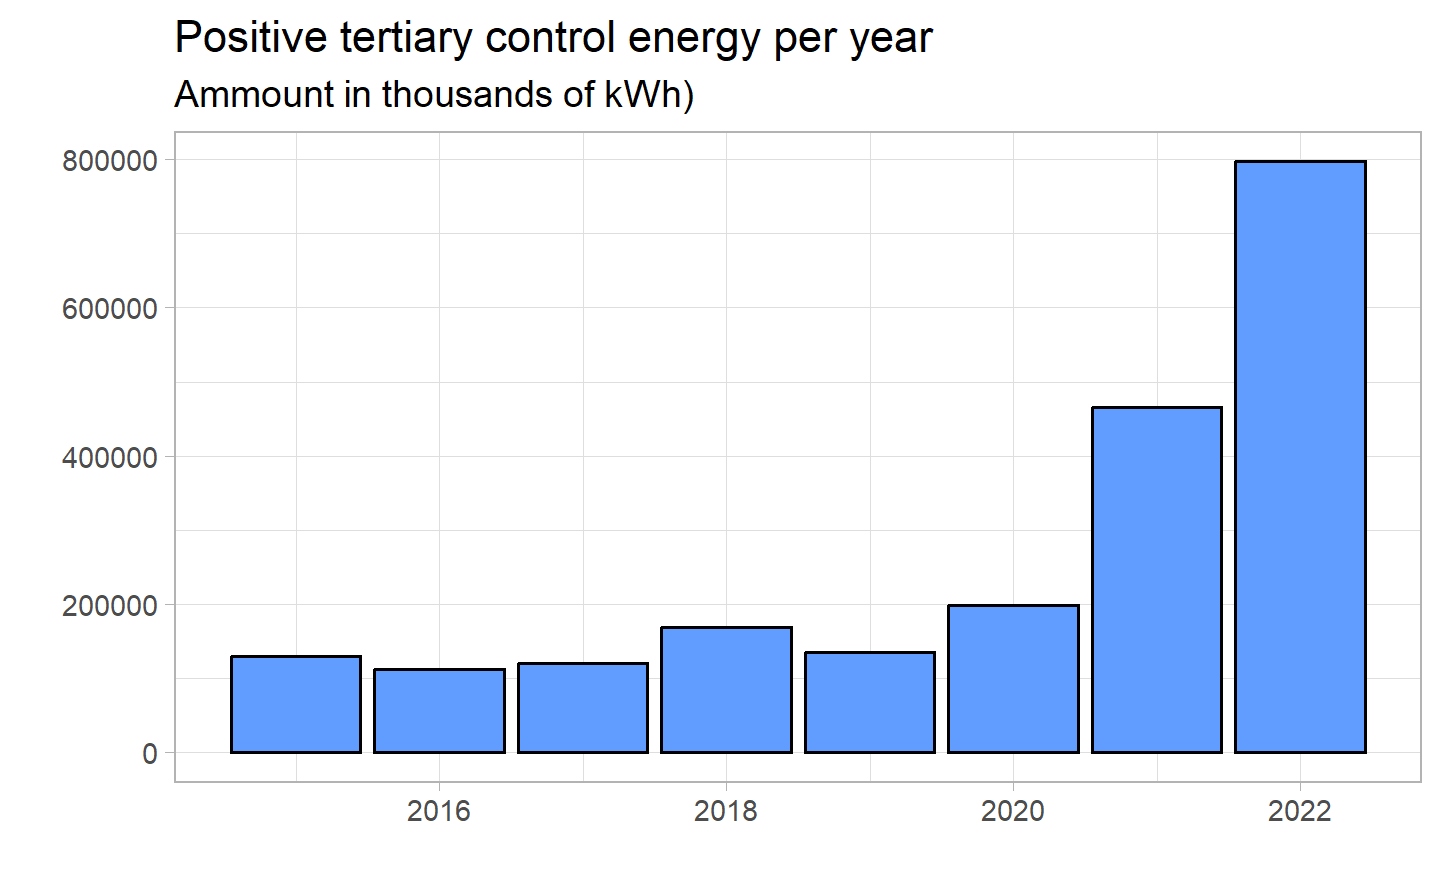 Positive tertiary control energy per year
Ammount in thousands of kWh)
800000
600000
400000
200000
0
2016 2018 2020 2022